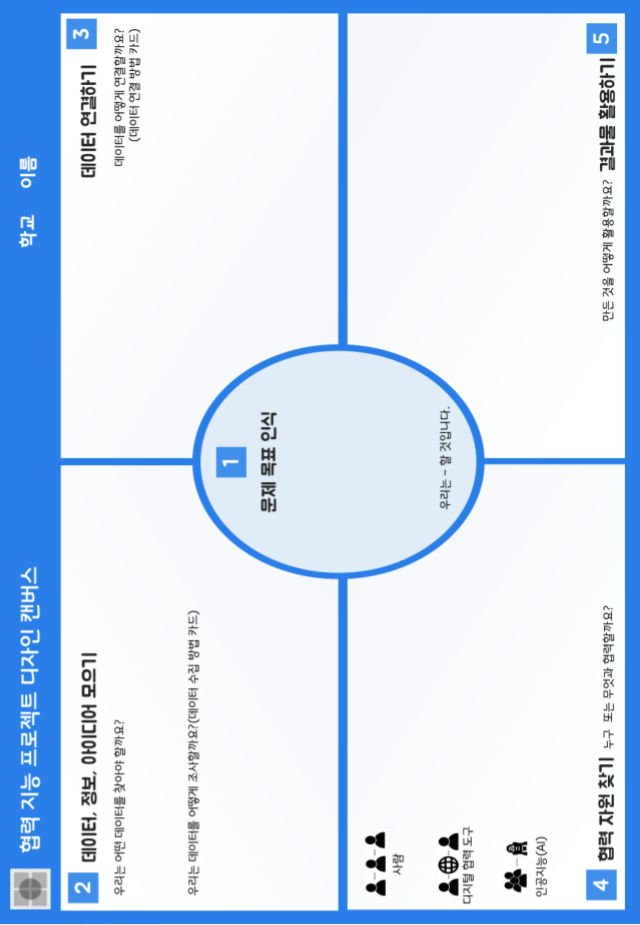 협력 지능 프로젝트 디자인 캔버스
학교 이름
2 데이터, 정보, 아이디어 모으기
우리는 어떤 데이터를 찾아야 할까요?
우리는 데이터를 어떻게 조사할까요?(데이터 수집 방법 카드)
3
데이터 연결하기
데이터를 어떻게 연결할까요?
(데이터 연결 방법 카드)
1
문제 목표 인식
우리는 ~ 할 것입니다.
사람
디지털 협력 도구
인공지능(AI)
4 협력 자원 찾기 누구 또는 무엇과 협력할까요?
만든 것을 어떻게 활용할까요? 결과물 활용하기 5